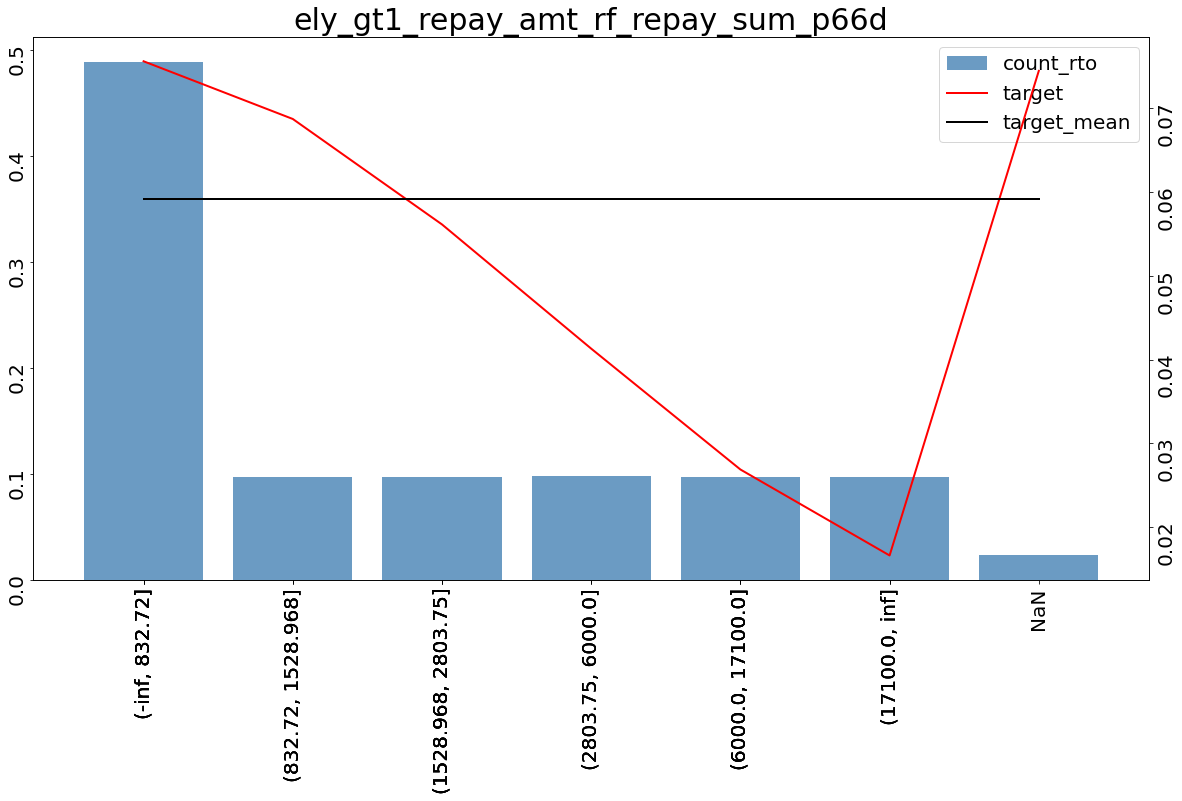 ely_gt1_repay_amt_rf_repay_sum_p66d
count_rto
target
target_mean
0.5
0.4
0.3
0.2
0.1
0.0
0.07
0.06
0.05
0.04
0.03
0.02
(-inf, 832.72]
(832.72, 1528.968]
(1528.968, 2803.75]
(2803.75, 6000.0]
(6000.0, 17100.0]
(17100.0, inf]
NaN